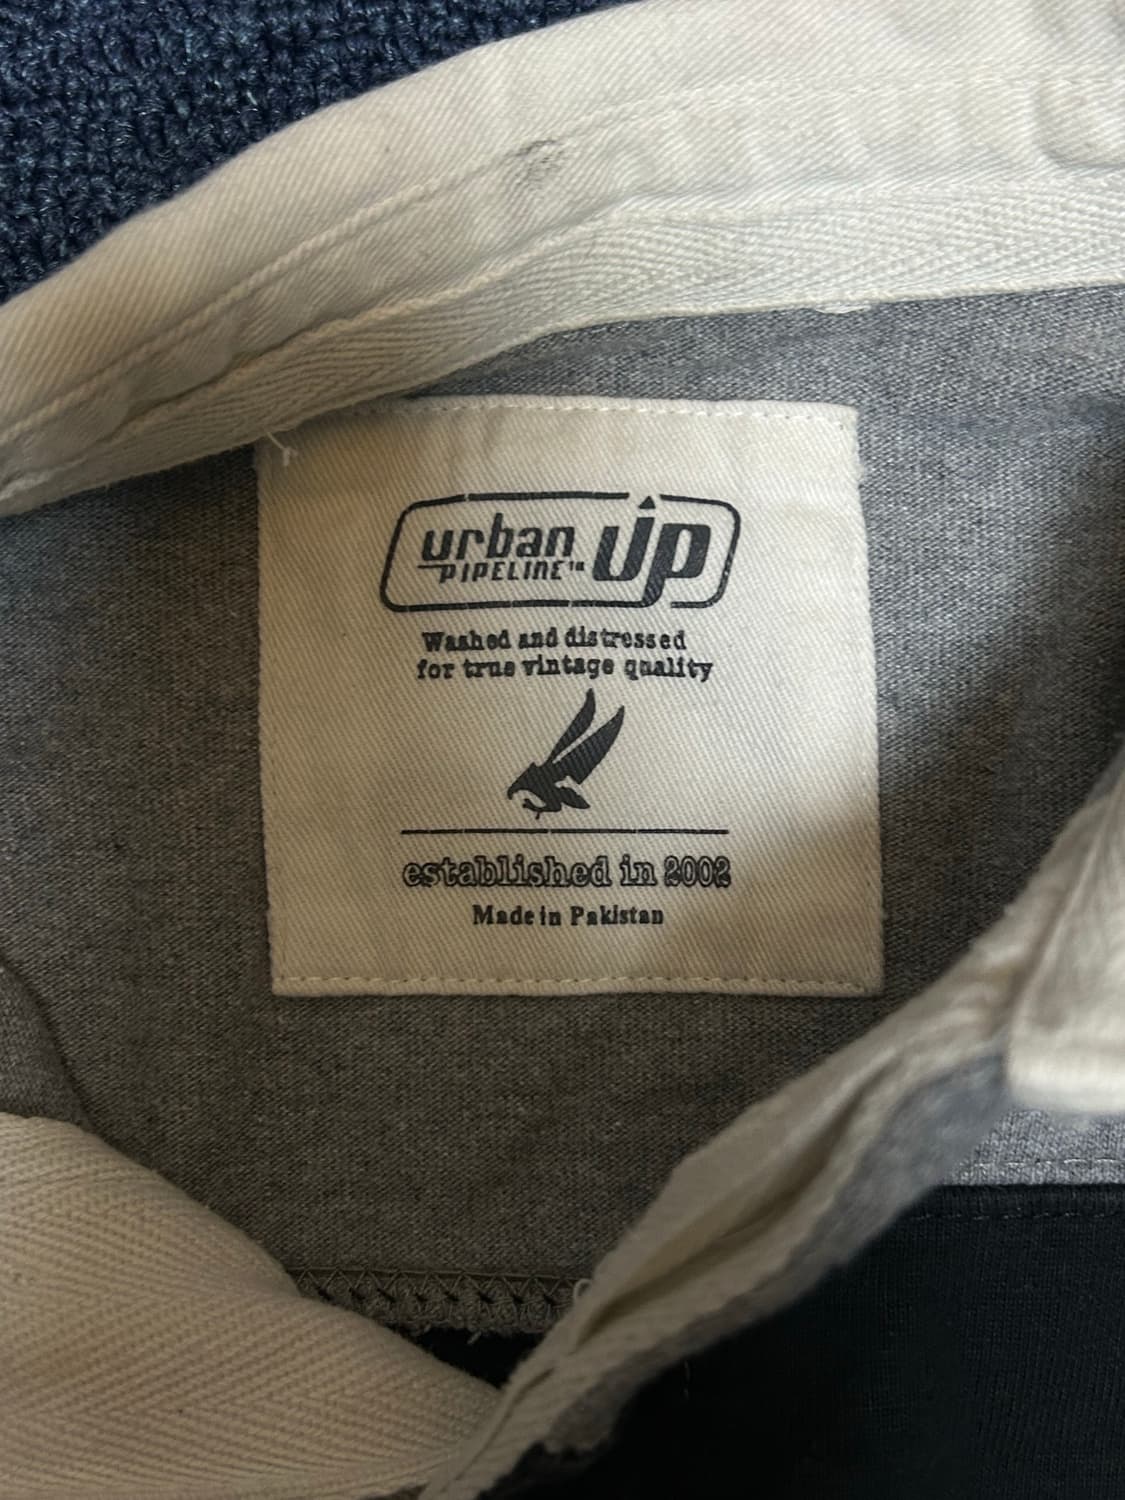 urban UP
PIPELINE™
Washed and distressed
for true vintage quality
established in 2002
Made in Pakistan